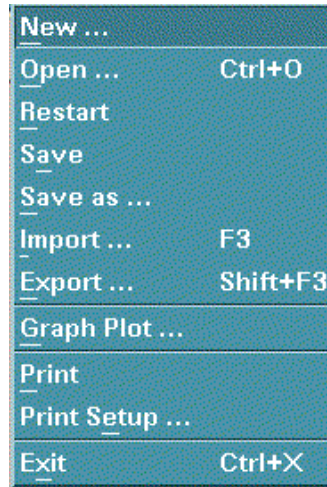 New ...
Open ... Ctrl+O
Restart
Save
Save as ...
Import ... F3
Export ... Shift+F3
Graph Plot ...
Print
Print Setup ...
Exit Ctrl+X